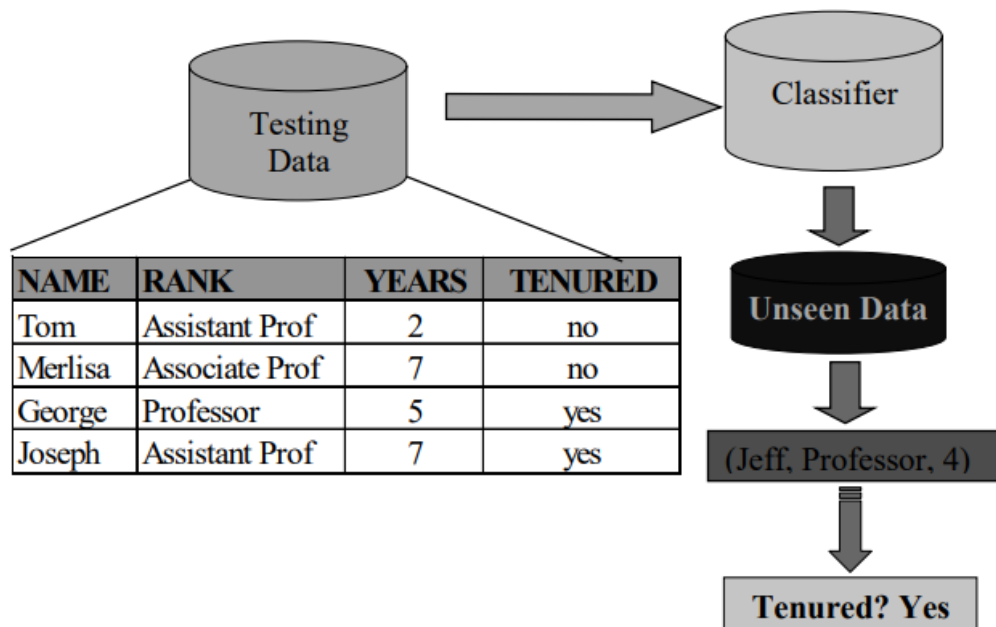 Testing
Data
Classifier
NAME RANK YEARS TENURED
Tom Assistant Prof 2 no
Merlisa Associate Prof 7 no
George Professor 5 yes
Joseph Assistant Prof 7 yes
Unseen Data
(Jeff, Professor, 4)
Tenured? Yes